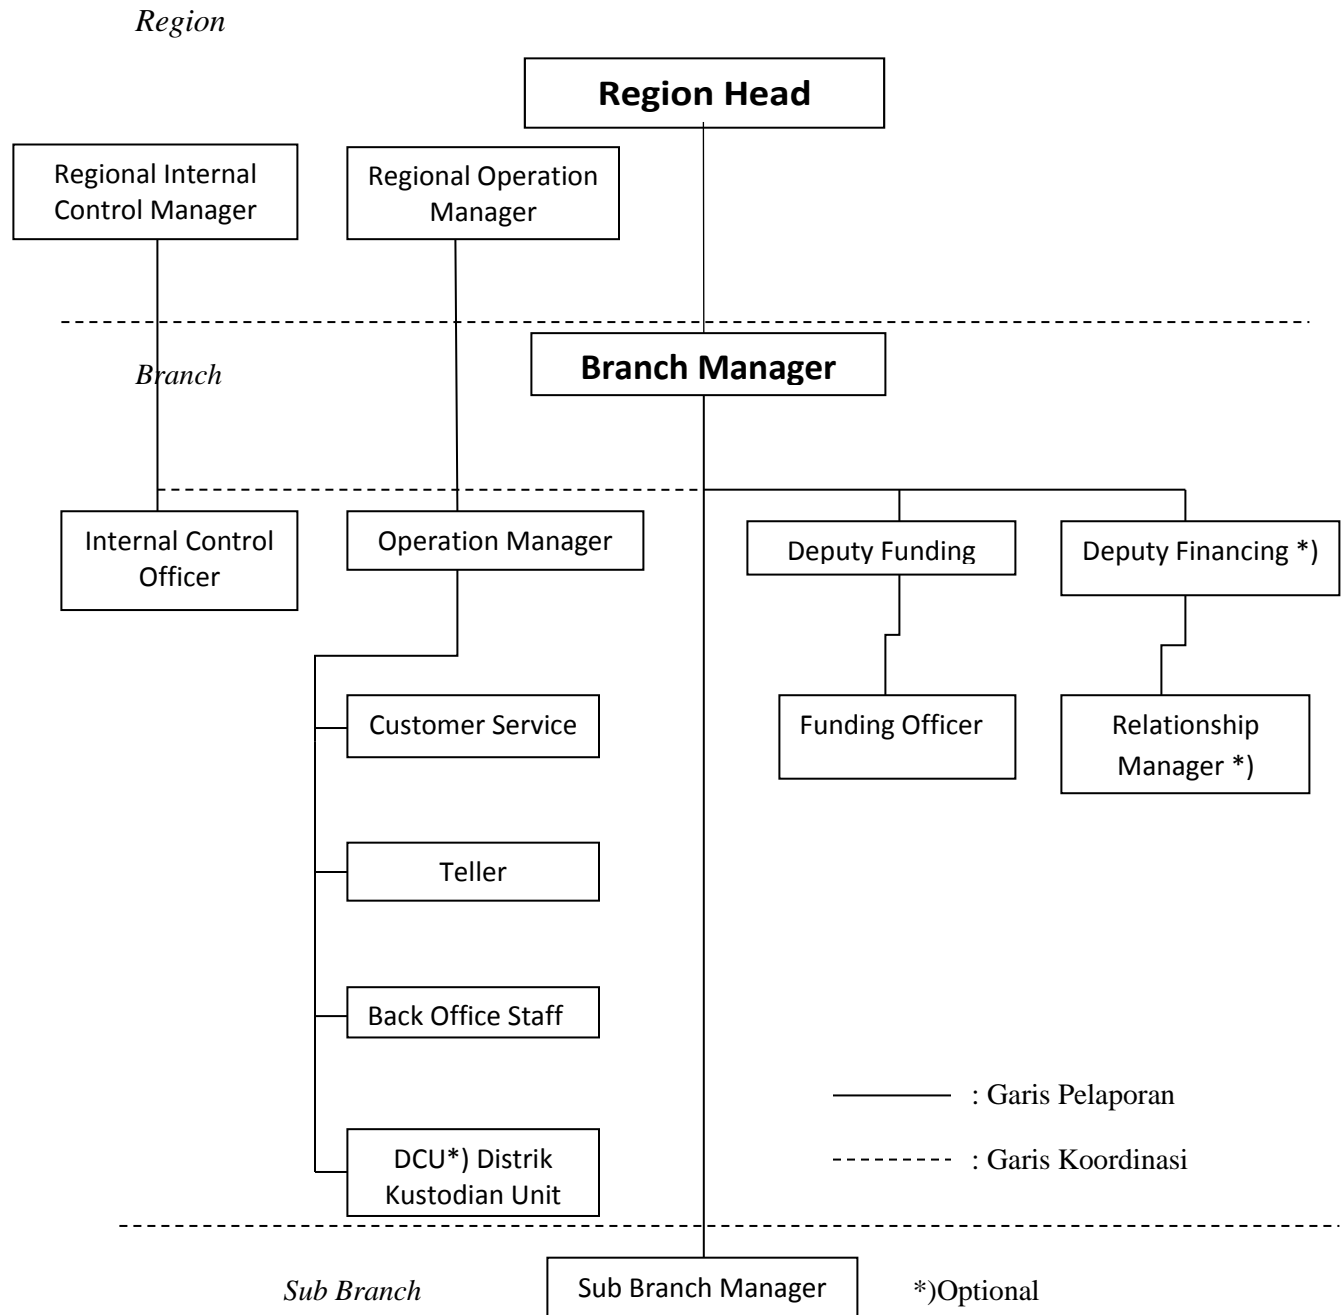 Region
Region Head
Regional Internal
Control Manager
Regional Operation
Manager
Branch Manager
Branch
Internal Control
Officer
Operation Manager
Deputy Funding
Deputy Financing *)
Customer Service
Funding Officer
Relationship
Manager *)
Teller
Back Office Staff
: Garis Pelaporan
: Garis Koordinasi
DCU*) Distrik
Kustodian Unit
Sub Branch
Sub Branch Manager
*)Optional